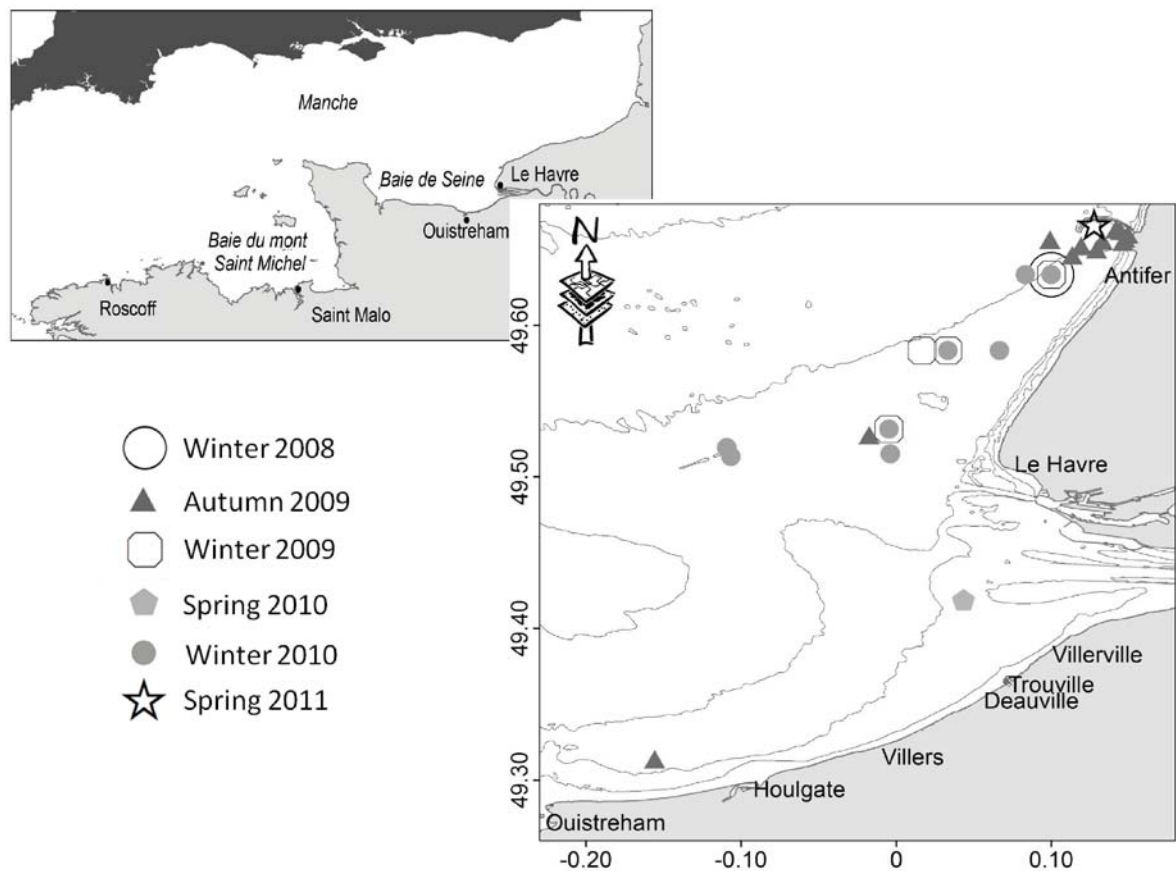 Manche
Baie de Seine
Le Havre
Ouistreham
Baie du mont
Saint Michel
Roscoff
Saint Malo
N
Antifer
49.60
49.50
Le Havre
49.40
Villerville
Trouville
Deauville
Villers
49.30
Houlgate
Ouistreham
-0.20
-0.10
0
0.10
Winter 2008
Autumn 2009
Winter 2009
Spring 2010
Winter 2010
Spring 2011